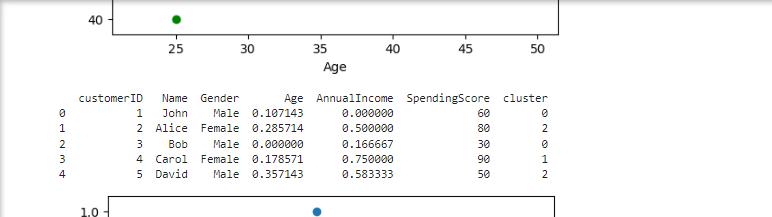 40
25 30 35 40 45 50
Age
customerID Name Gender Age AnnualIncome SpendingScore cluster
0 1 John Male 0.107143 0.000000 60 0
1 2 Alice Female 0.285714 0.500000 80 2
2 3 Bob Male 0.000000 0.166667 30 0
3 4 Carol Female 0.178571 0.750000 90 1
4 5 David Male 0.357143 0.583333 50 2
1.0